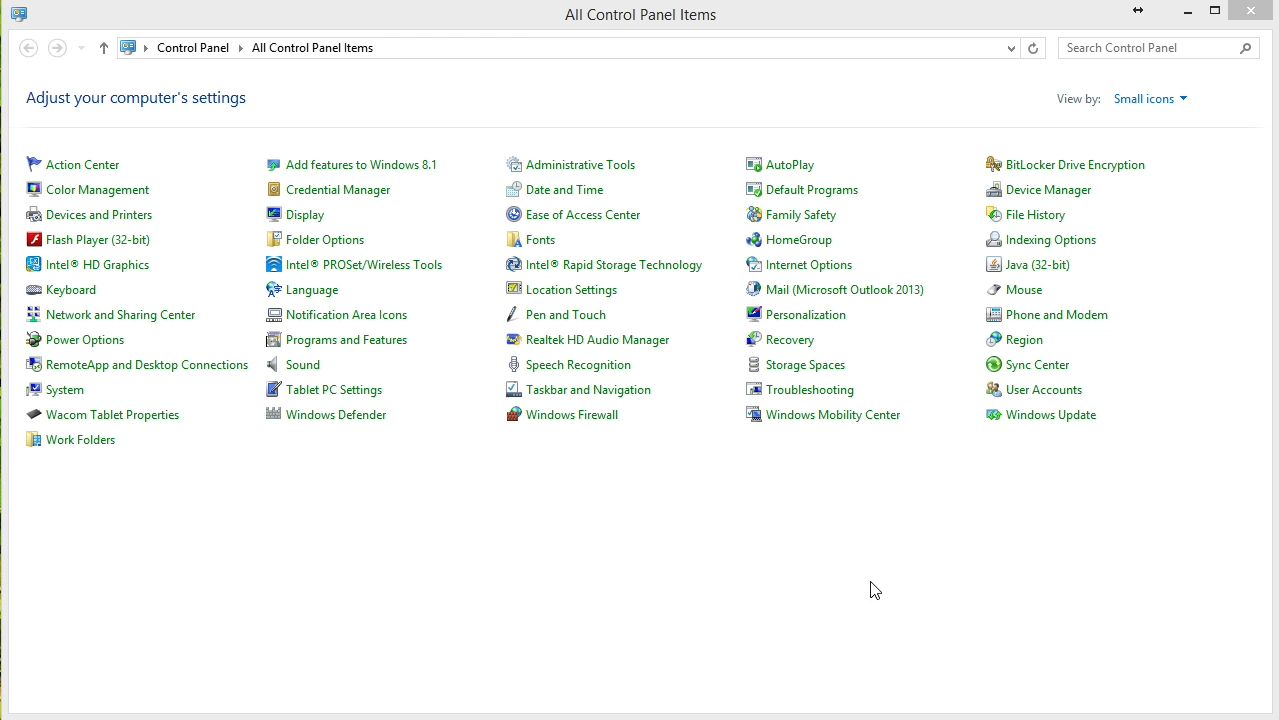 All Control Panel Items
Control Panel All Control Panel Items Search Control Panel
Adjust your computer's settings View by: Small icons
Action Center Add features to Windows 8.1 Administrative Tools AutoPlay BitLocker Drive Encryption
Color Management Credential Manager Date and Time Default Programs Device Manager
Devices and Printers Display Ease of Access Center Family Safety File History
Flash Player (32-bit) Folder Options Fonts HomeGroup Indexing Options
Intel® HD Graphics Intel® PROSet/Wireless Tools Intel® Rapid Storage Technology Internet Options Java (32-bit)
Keyboard Language Location Settings Mail (Microsoft Outlook 2013) Mouse
Network and Sharing Center Notification Area Icons Pen and Touch Personalization Phone and Modem
Power Options Programs and Features Realtek HD Audio Manager Recovery Region
RemoteApp and Desktop Connections Sound Speech Recognition Storage Spaces Sync Center
System Tablet PC Settings Taskbar and Navigation Troubleshooting User Accounts
Wacom Tablet Properties Windows Defender Windows Firewall Windows Mobility Center Windows Update
Work Folders